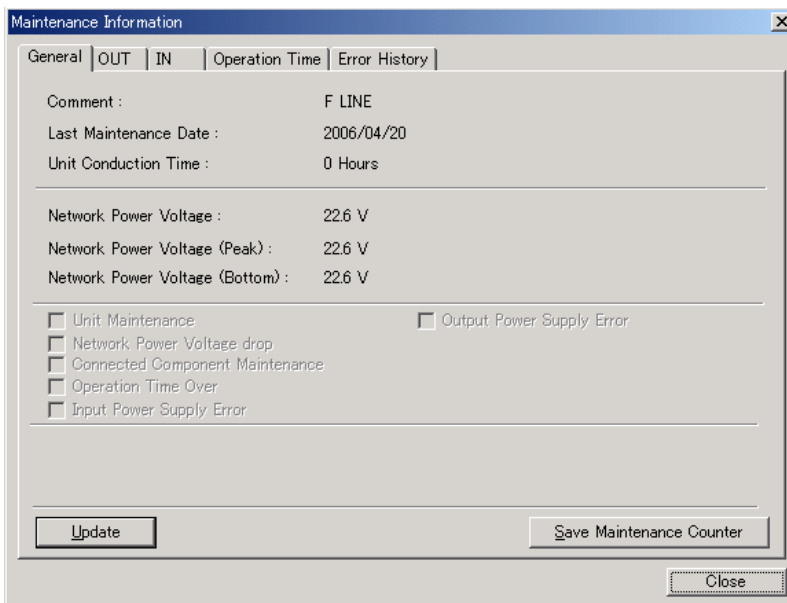 Maintenance Information
General OUT IN Operation Time Error History
Comment : F LINE
Last Maintenance Date : 2006/04/20
Unit Conduction Time : 0 Hours
Network Power Voltage : 22.6 V
Network Power Voltage (Peak) : 22.6 V
Network Power Voltage (Bottom) : 22.6 V
Unit Maintenance Output Power Supply Error
Network Power Voltage drop
Connected Component Maintenance
Operation Time Over
Input Power Supply Error
Update Save Maintenance Counter
Close